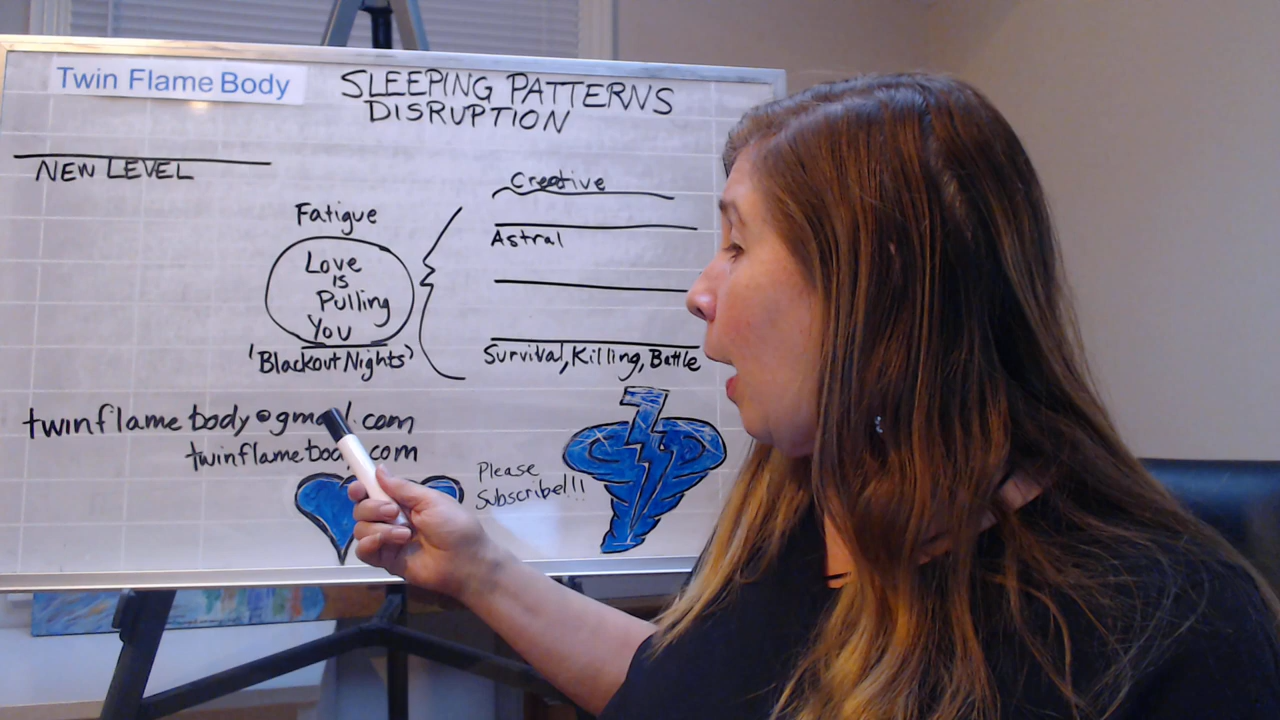 Twin Flame Body
SLEEPING PATTERNS
DISRUPTION
NEW LEVEL
Fatigue
Love
is
Pulling
You
'Blackout Nights'
Creative
Astral
Survival, Killing, Battle
twinflamebody@gm .com
twinflamebo .com
Please
Subscribe!!!